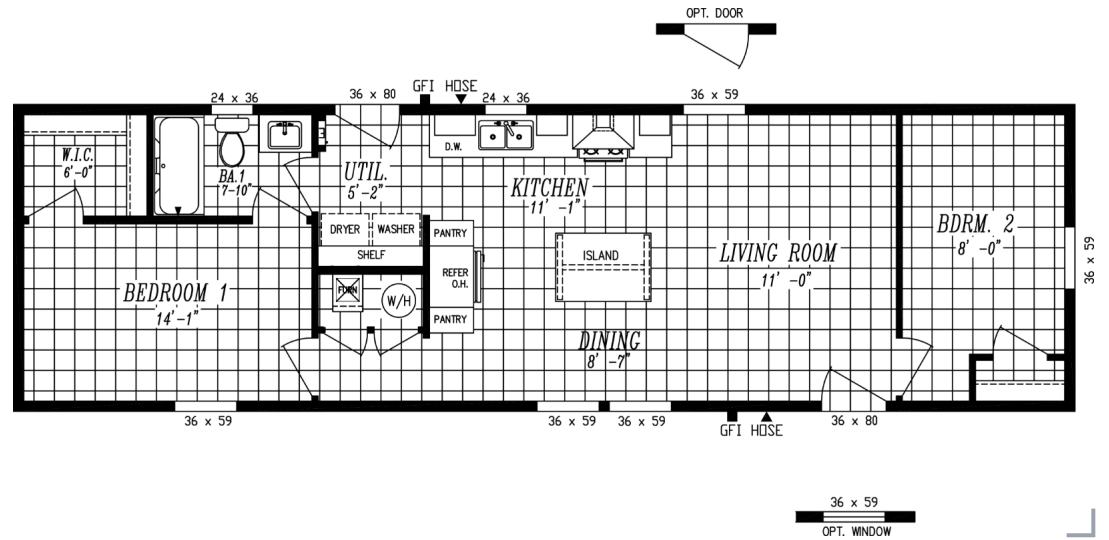 OPT. DOOR
GFI HOSE
24 x 36
36 x 80
24 x 36
36 x 59
D.W.
W.I.C.
6'-0"
BA.1
7-10"
UTIL.
5'-2"
KITCHEN
11' -1"
BDRM. 2
8' -0"
DRYER
WASHER
SHELF
PANTRY
REFER
O.H.
PANTRY
ISLAND
LIVING ROOM
11' -0"
36 x 59
BEDROOM 1
14'-1"
FURN
W/H
DINING
8' -7"
36 x 59
36 x 59
36 x 59
GFI HOSE
36 x 80
36 x 59
OPT. WINDOW